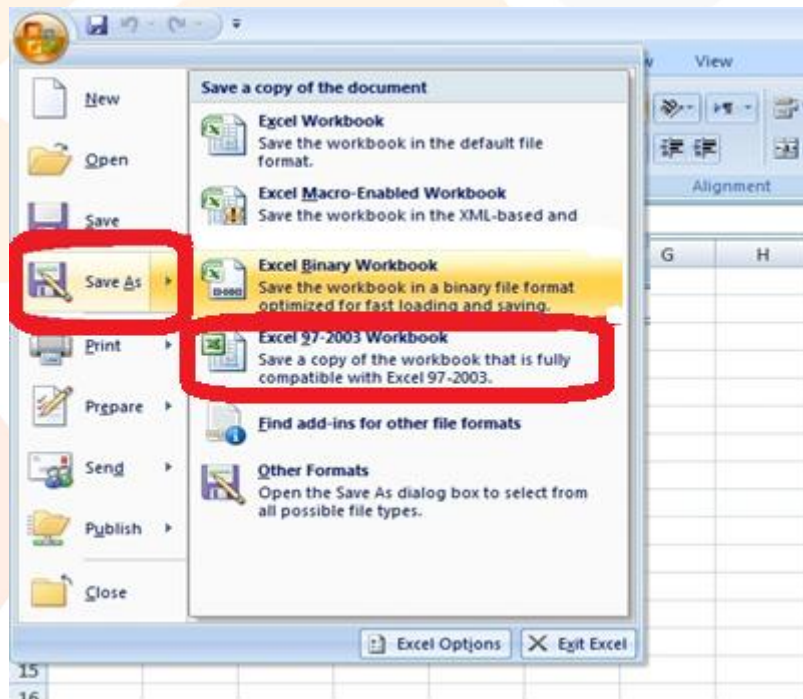 View
New
Open
Save
Save As
Print
Prepare
Send
Publish
Close
Save a copy of the document
Excel Workbook
Save the workbook in the default file
format.
Excel Macro-Enabled Workbook
Save the workbook in the XML-based and
Excel Binary Workbook
Save the workbook in a binary file format
optimized for fast loading and saving.
Excel 97-2003 Workbook
Save a copy of the workbook that is fully
compatible with Excel 97-2003.
Find add-ins for other file formats
Other Formats
Open the Save As dialog box to select from
all possible file types.
Alignment
G H
Excel Options Exit Excel
15
16